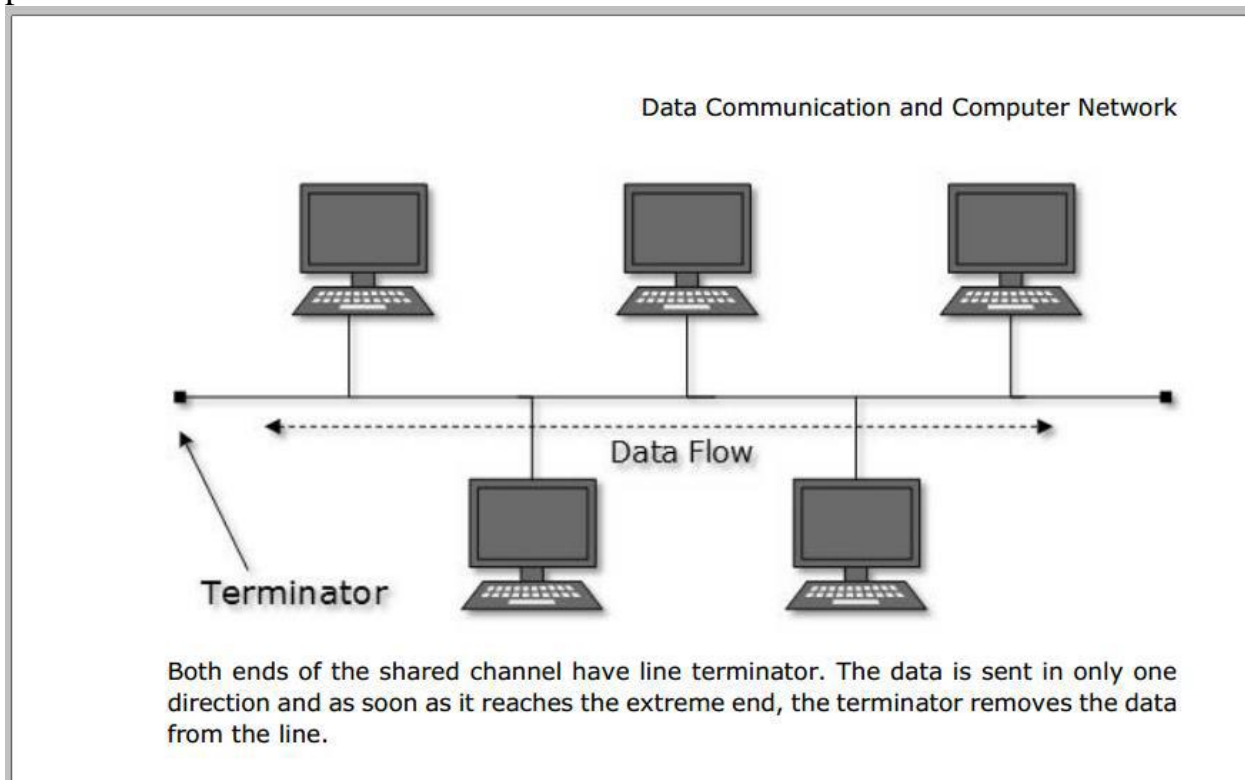 Data Communication and Computer Network
Data Flow
Terminator
Both ends of the shared channel have line terminator. The data is sent in only one
direction and as soon as it reaches the extreme end, the terminator removes the data
from the line.